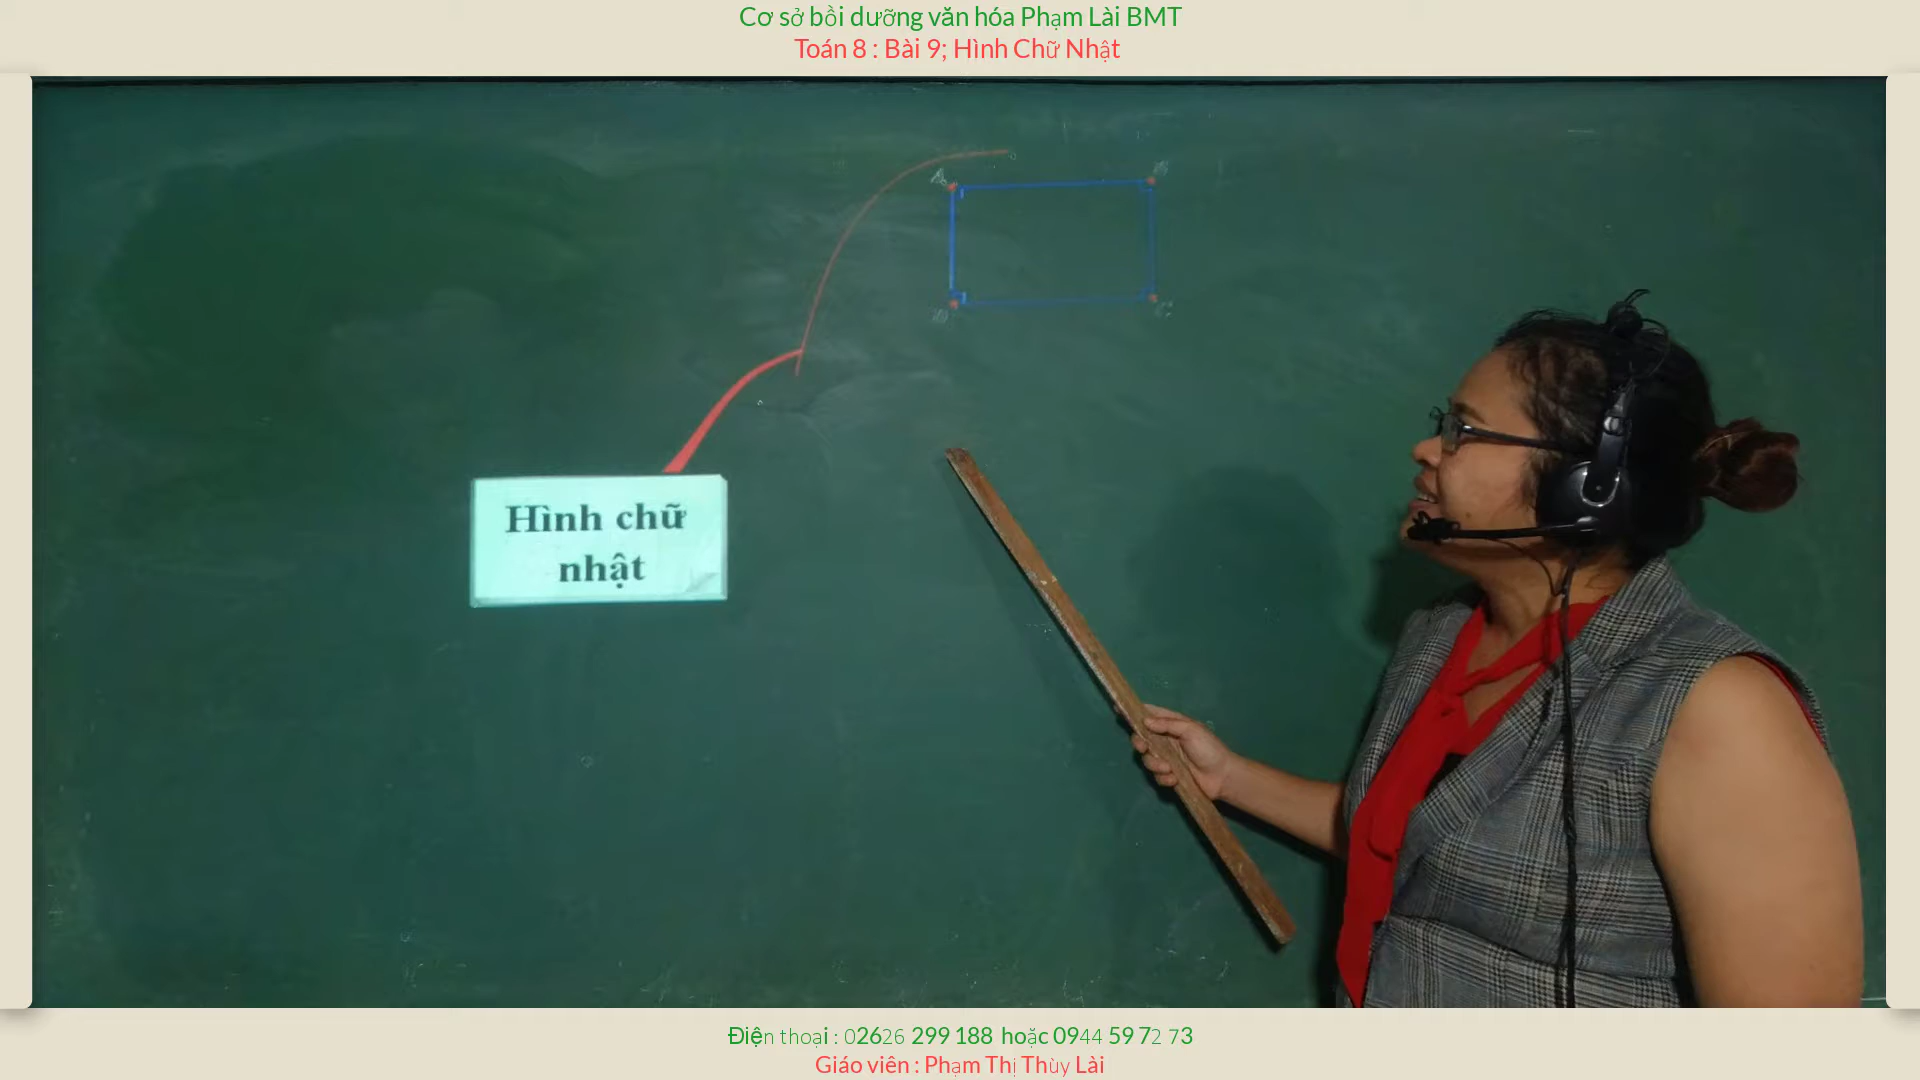 Cơ sở bồi dưỡng văn hóa Phạm Lài BMT
Toán 8 : Bài 9; Hình Chữ Nhật
A
B
D
C
Hình chữ
nhật
Điện thoại : 02626 299 188 hoặc 0944 59 72 73
Giáo viên : Phạm Thị Thùy Lài